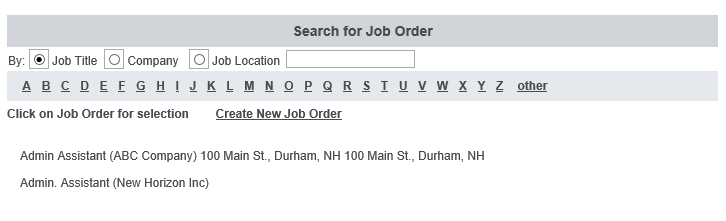 Search for Job Order
By: Job Title Company Job Location
A B C D E F G H I J K L M N O P Q R S T U V W X Y Z other
Click on Job Order for selection Create New Job Order
Admin Assistant (ABC Company) 100 Main St., Durham, NH 100 Main St., Durham, NH
Admin. Assistant (New Horizon Inc)